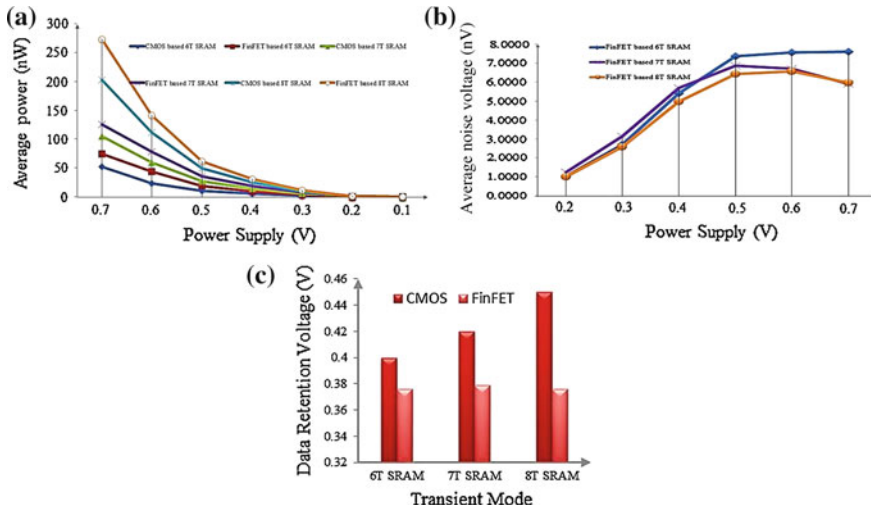 (a)
Average power (nW)
300
250
200
150
100
50
0
CMOS based 6T SRAM
FinFET based 6T SRAM
CMOS based 7T SRAM
FinFET based 7T SRAM
CMOS based 8T SRAM
FinFET based 8T SRAM
0.7 0.6 0.5 0.4 0.3 0.2 0.1
Power Supply (V)
(b)
Average noise voltage (nV)
8.0000
7.0000
6.0000
5.0000
4.0000
3.0000
2.0000
1.0000
0.0000
FinFET based 6T SRAM
FinFET based 7T SRAM
FinFET based 8T SRAM
0.2 0.3 0.4 0.5 0.6 0.7
Power Supply (V)
(c)
Data Retention Voltage (V)
0.46
0.44
0.42
0.4
0.38
0.36
0.34
0.32
CMOS FinFET
6T SRAM 7T SRAM 8T SRAM
Transient Mode